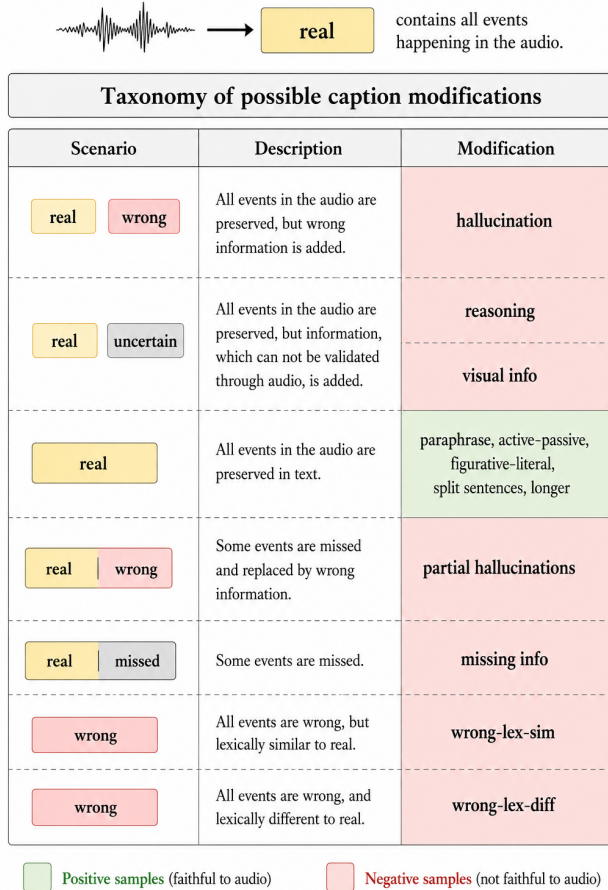 real
contains all events
happening in the audio.
Taxonomy of possible caption modifications
Scenario
Description
Modification
real
wrong
All events in the audio are
preserved, but wrong
information is added.
hallucination
real
uncertain
All events in the audio are
preserved, but information,
which can not be validated
through audio, is added.
reasoning
visual info
real
All events in the audio are
preserved in text.
paraphrase, active-passive,
figurative-literal,
split sentences, longer
real
wrong
Some events are missed
and replaced by wrong
information.
partial hallucinations
real
missed
Some events are missed.
missing info
wrong
All events are wrong, but
lexically similar to real.
wrong-lex-sim
wrong
All events are wrong, and
lexically different to real.
wrong-lex-diff
Positive samples (faithful to audio)
Negative samples (not faithful to audio)